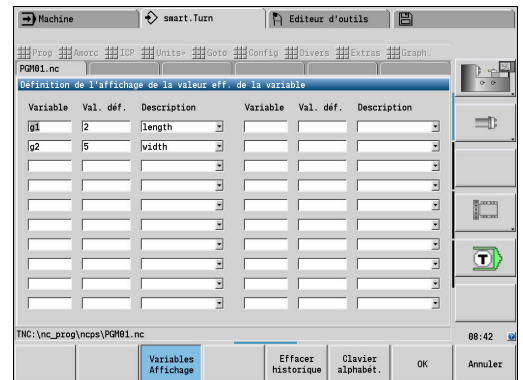 Machine
smart.Turn
Editeur d'outils
Prog Amorc ICP Units» Goto Config Divers Extras Graph.
PGM01.nc
Définition de l'affichage de la valeur eff. de la variable
Variable Val. déf. Description Variable Val. déf. Description
g1 2 length
g2 5 width
T
TNC:\nc_prog\ncps\PGM01.nc
08:42
Variables Affichage
Effacer historique
Clavier alphabét.
OK
Annuler